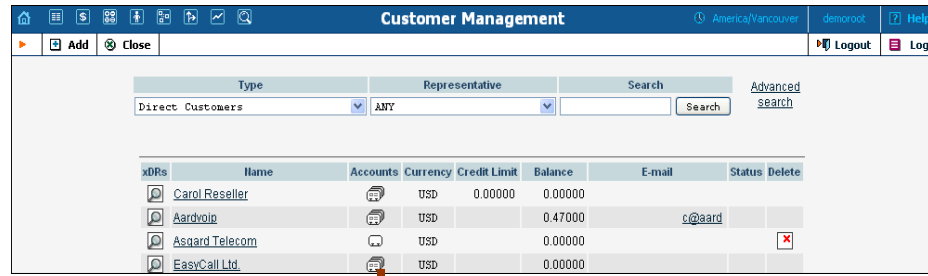 Customer Management America/Vancouver demoroot Help
Add Close Logout Log
Type Representative Search Advanced search
Direct Customers ANY Search
xDRs Name Accounts Currency Credit Limit Balance E-mail Status Delete
Carol Reseller USD 0.00000 0.00000
Aardvoip USD 0.47000 c@aard
Asgard Telecom USD 0.00000
EasyCall Ltd. USD 0.00000